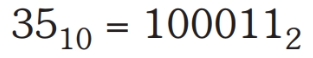 35₁₀ = 100011₂